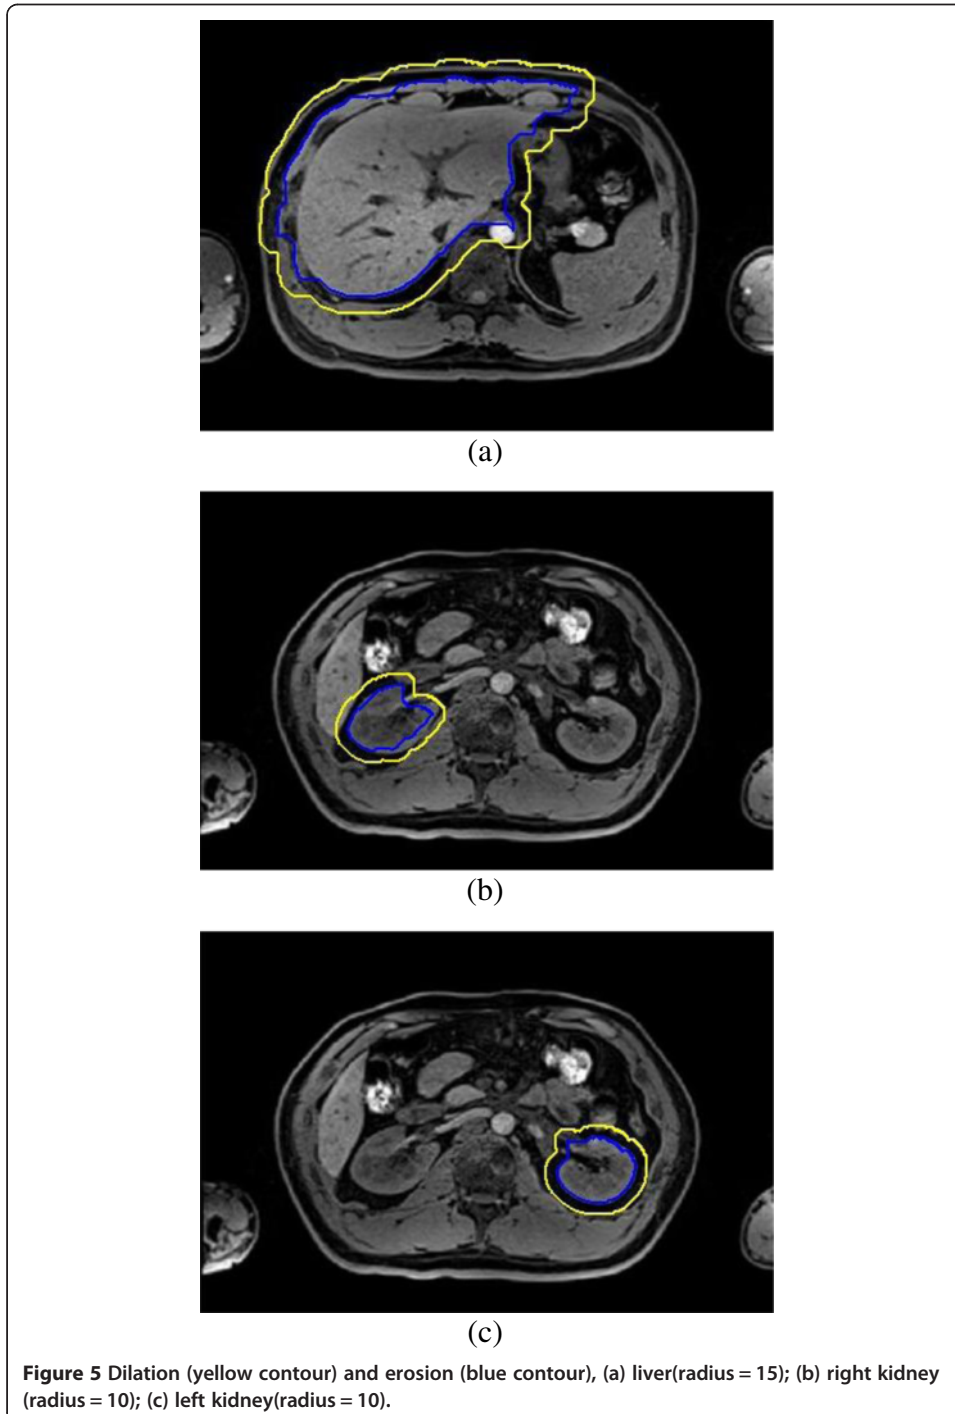 (a)
(b)
(c)
Figure 5 Dilation (yellow contour) and erosion (blue contour), (a) liver(radius = 15); (b) right kidney
(radius = 10); (c) left kidney(radius = 10).